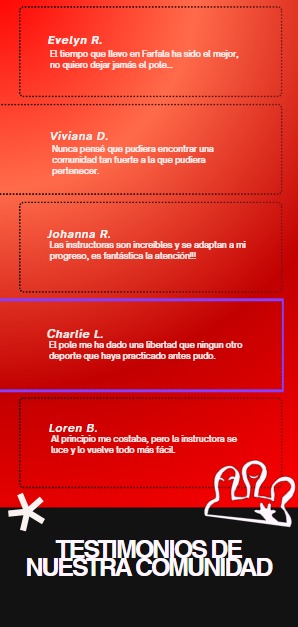 Evelyn R.
El tiempo que llevo en Farfala ha sido el mejor,
no quiero dejar jamás el pole...
Viviana D.
Nunca pensé que pudiera encontrar una
comunidad tan fuerte a la que pudiera
pertenecer.
Johanna R.
Las instructoras son increíbles y se adaptan a mi
progreso, es fantástica la atención!!!
Charlie L.
El pole me ha dado una libertad que ningun otro
deporte que haya practicado antes pudo.
Loren B.
Al principio me costaba, pero la instructora se
luce y lo vuelve todo más fácil.
TESTIMONIOS DE
NUESTRA COMUNIDAD